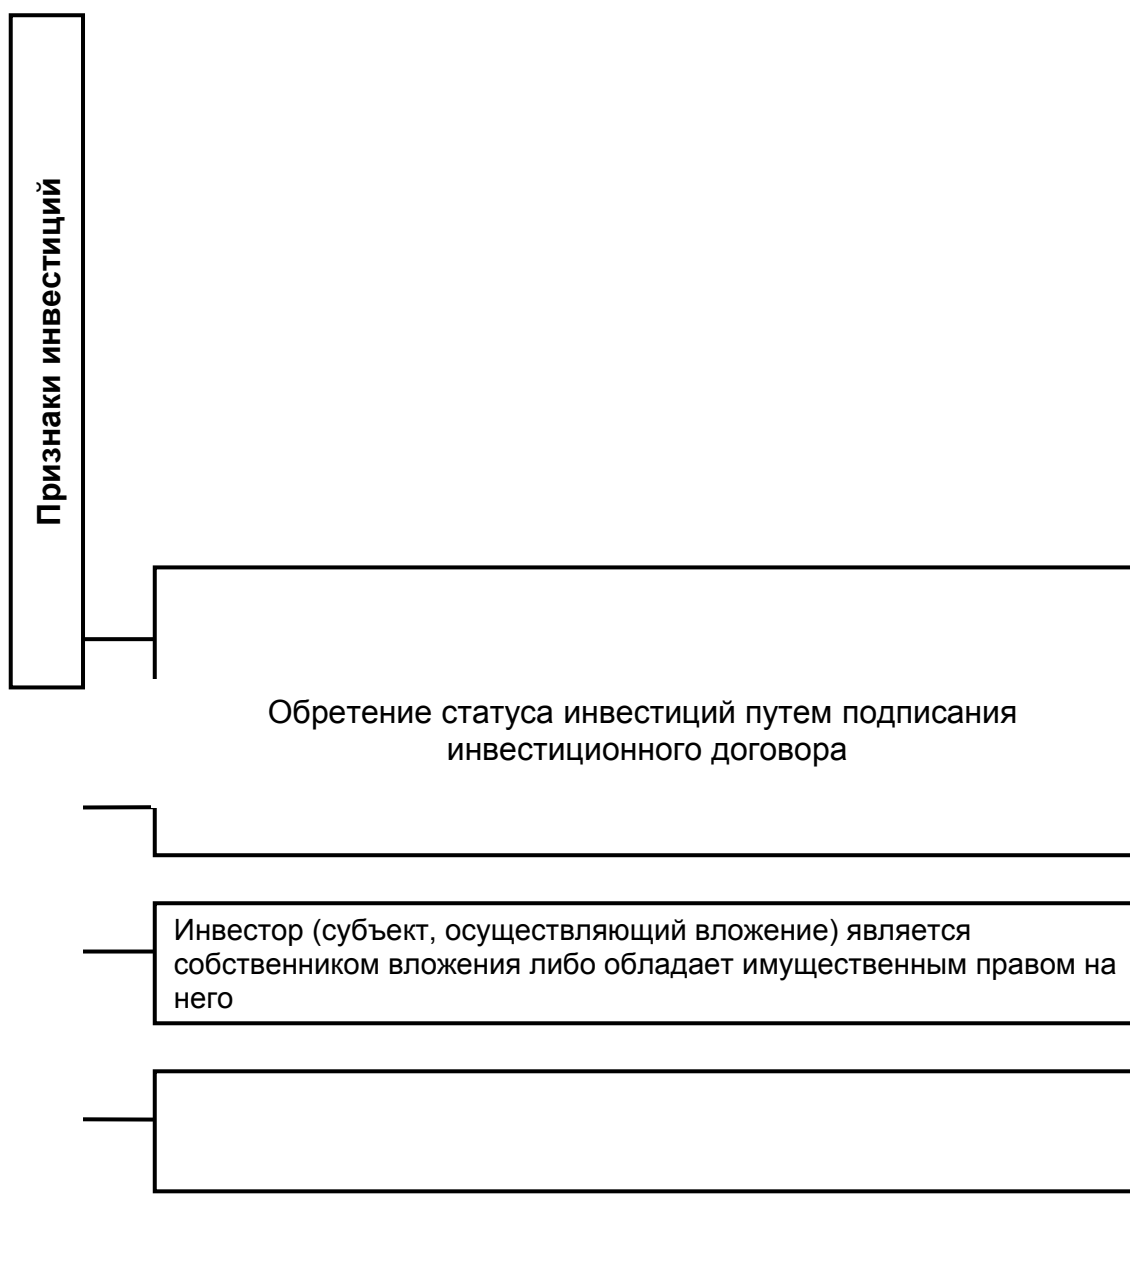 Признаки инвестиций
Обретение статуса инвестиций путем подписания
инвестиционного договора
Инвестор (субъект, осуществляющий вложение) является
собственником вложения либо обладает имущественным правом на
него